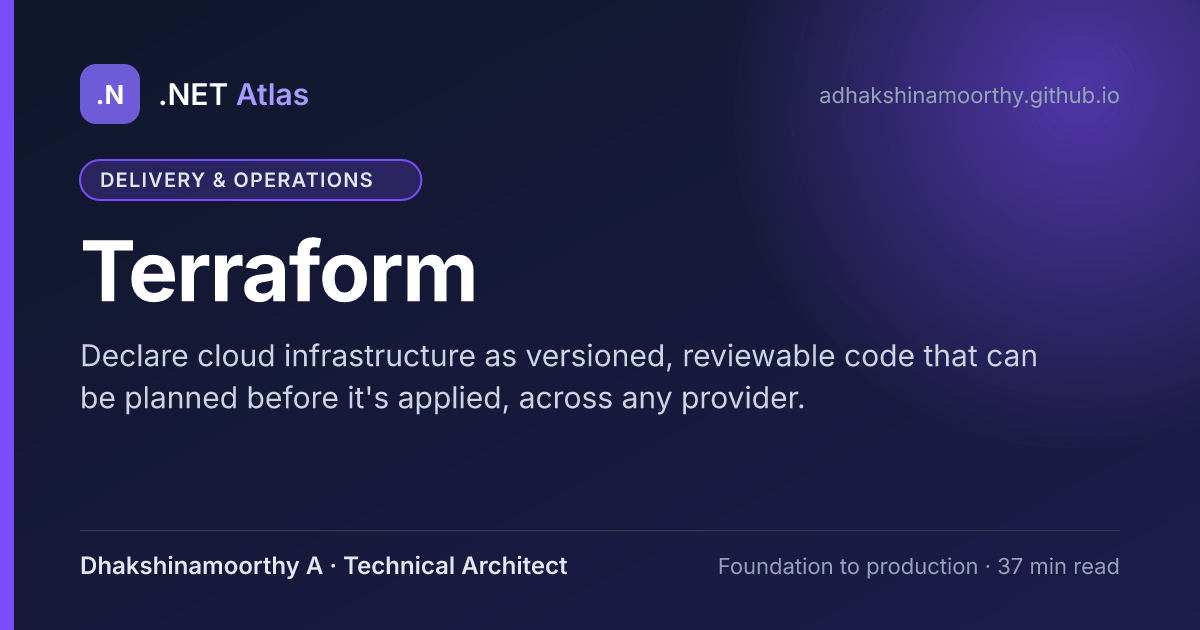 .N
.NET Atlas
adhakshinamoorthy.github.io
DELIVERY & OPERATIONS
Terraform
Declare cloud infrastructure as versioned, reviewable code that can
be planned before it's applied, across any provider.
Dhakshinamoorthy A · Technical Architect
Foundation to production · 37 min read